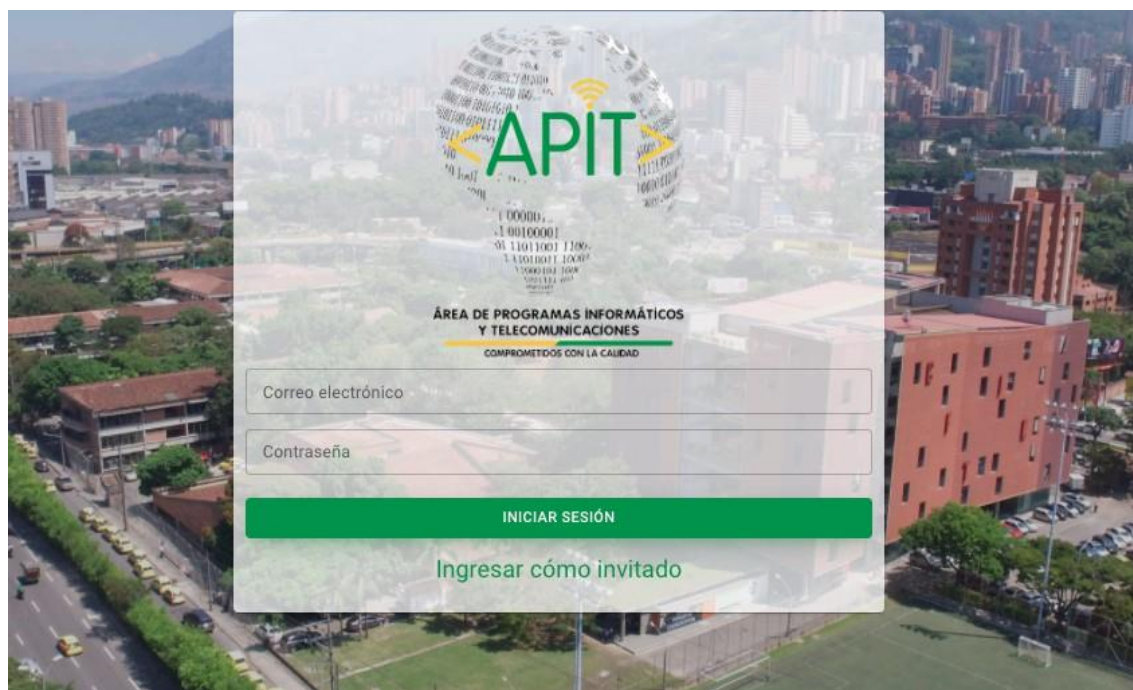 <APIT>
ÁREA DE PROGRAMAS INFORMÁTICOS
Y TELECOMUNICACIONES
COMPROMETIDOS CON LA CALIDAD
Correo electrónico
Contraseña
INICIAR SESIÓN
Ingresar cómo invitado